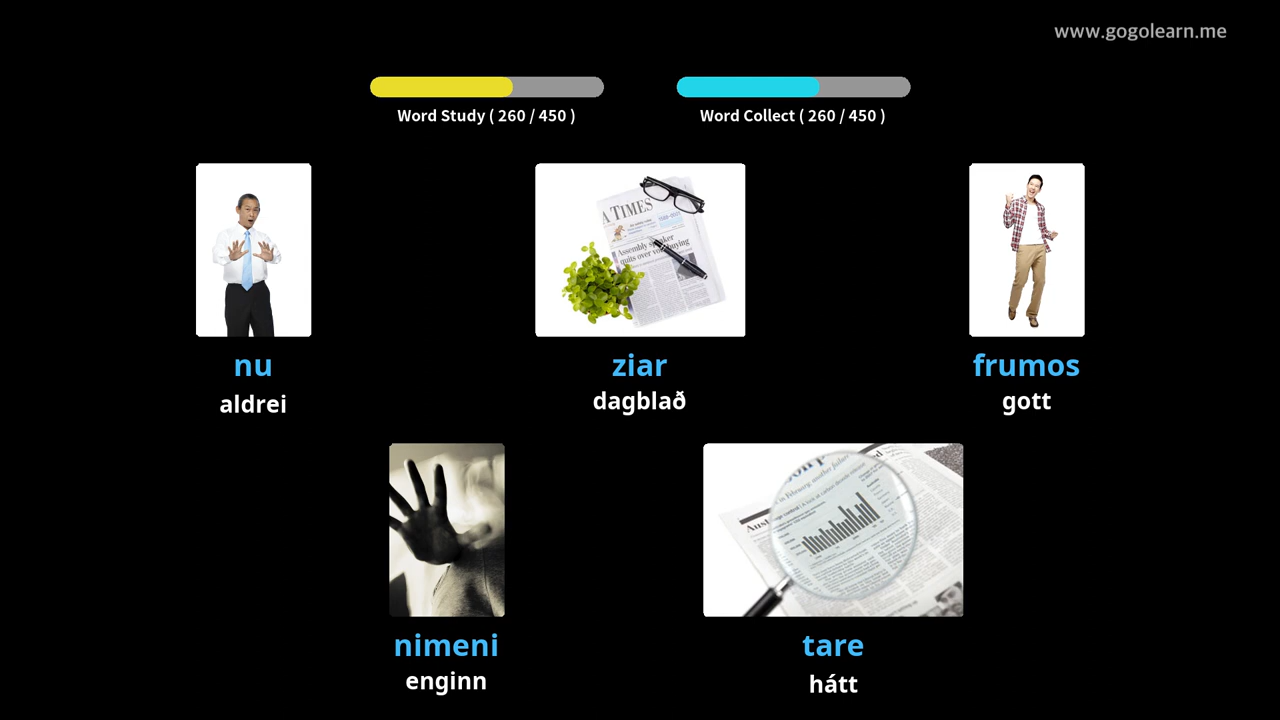 www.gogolearn.me
Word Study ( 260 / 450 )
Word Collect ( 260 / 450 )
A TIMES
nu
aldrei
ziar
dagblað
frumos
gott
nimeni
enginn
tare
hátt